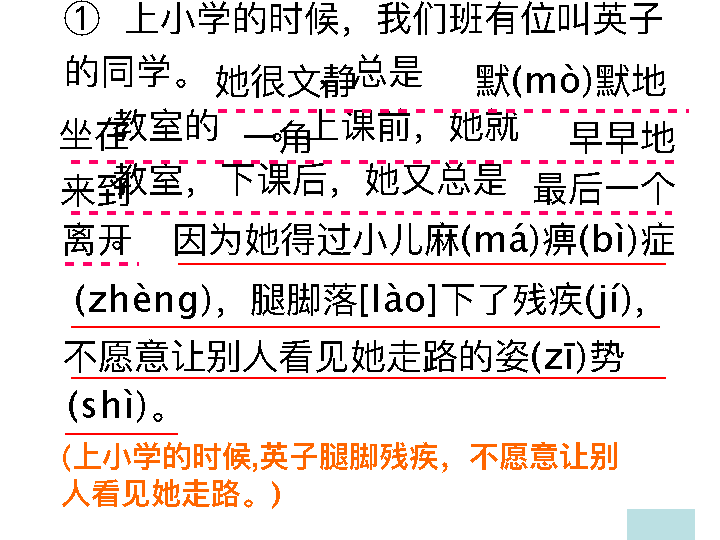 ① 上小学的时候，我们班有位叫英子
的同学。她很文静，总是默(mò)默地
坐在教室的一角。上课前，她就早早地
来到教室，下课后，她又总是最后一个
离开。因为她得过小儿麻(má)痹(bì)症
(zhèng)，腿脚落[lào]下了残疾(jí)，
不愿意让别人看见她走路的姿(zī)势
(shì)。
(上小学的时候,英子腿脚残疾，不愿意让别
人看见她走路。)